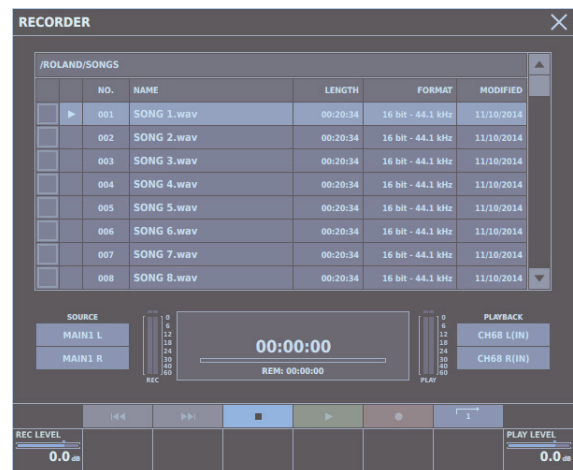 RECORDER
/ROLAND/SONGS
NO. NAME LENGTH FORMAT MODIFIED
001 SONG 1.wav 00:20:34 16 bit - 44.1 kHz 11/10/2014
002 SONG 2.wav 00:20:34 16 bit - 44.1 kHz 11/10/2014
003 SONG 3.wav 00:20:34 16 bit - 44.1 kHz 11/10/2014
004 SONG 4.wav 00:20:34 16 bit - 44.1 kHz 11/10/2014
005 SONG 5.wav 00:20:34 16 bit - 44.1 kHz 11/10/2014
006 SONG 6.wav 00:20:34 16 bit - 44.1 kHz 11/10/2014
007 SONG 7.wav 00:20:34 16 bit - 44.1 kHz 11/10/2014
008 SONG 8.wav 00:20:34 16 bit - 44.1 kHz 11/10/2014
SOURCE
MAIN1 L
MAIN1 R
0
6
12
18
24
30
40
60
REC
00:00:00
REM: 00:00:00
0
6
12
18
24
30
40
60
PLAY
PLAYBACK
CH68 L(IN)
CH68 R(IN)
1
REC LEVEL
0.0 dB
PLAY LEVEL
0.0 dB